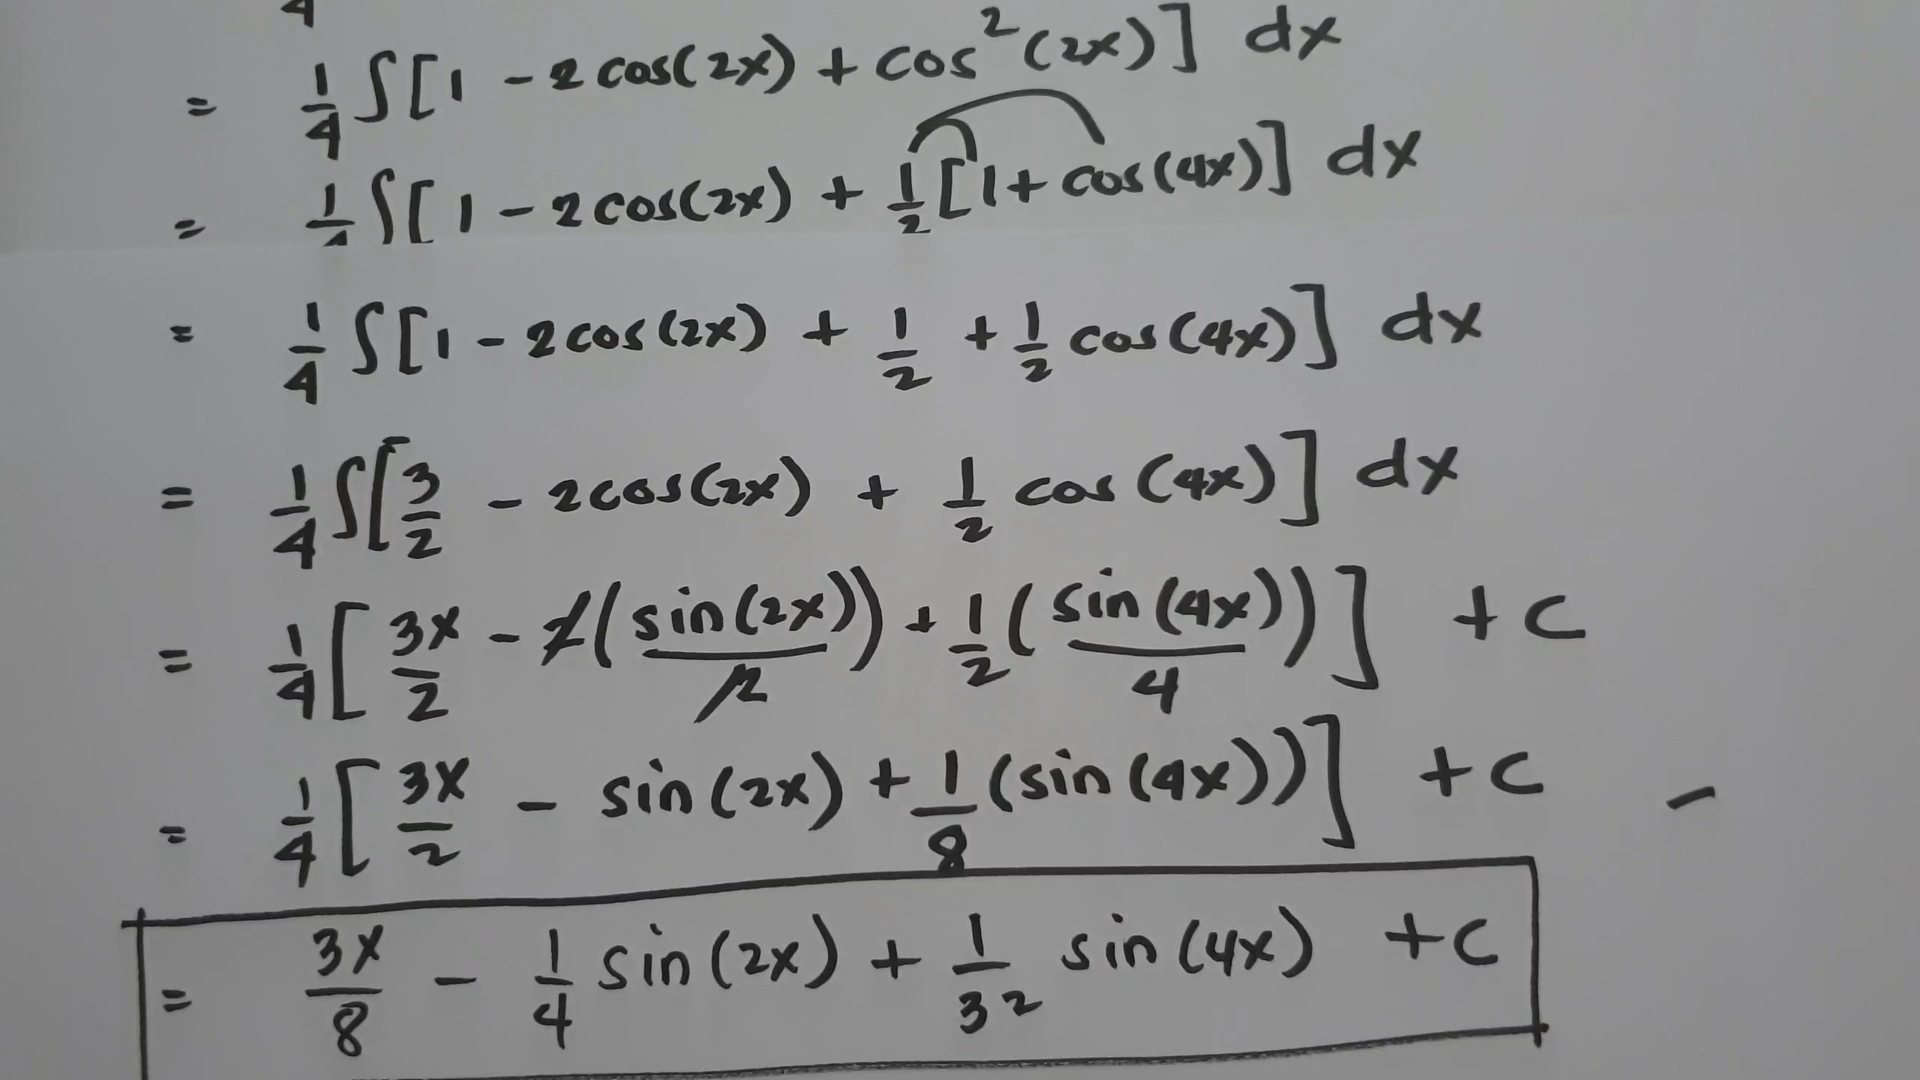 = 1/4 ∫[1 - 2cos(2x) + cos²(2x)] dx
= 1/4 ∫[1 - 2cos(2x) + 1/2[1 + cos(4x)] dx
= 1/4 ∫[1 - 2cos(2x) + 1/2 + 1/2 cos(4x)] dx
= 1/4 ∫[3/2 - 2cos(2x) + 1/2 cos(4x)] dx
= 1/4 [3x/2 - 2(sin(2x)/2) + 1/2(sin(4x)/4)] + C
= 1/4 [3x/2 - sin(2x) + 1/8(sin(4x))] + C
= 3x/8 - 1/4 sin(2x) + 1/32 sin(4x) + C